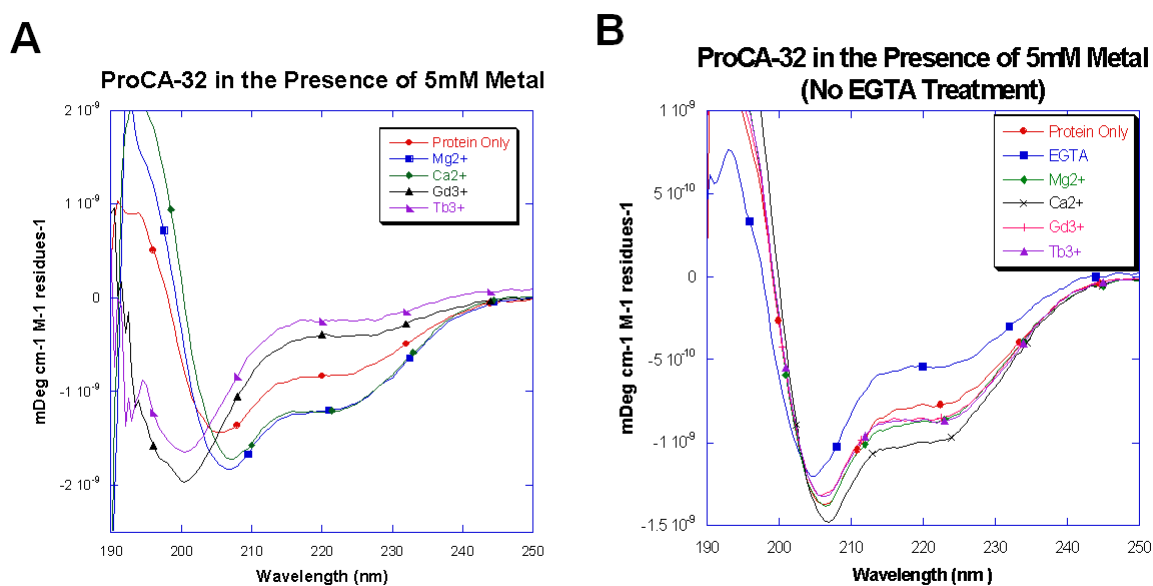 A
ProCA-32 in the Presence of 5mM Metal
2 10^-9
1 10^-9
0
-1 10^-9
-2 10^-9
mDeg cm-1 M-1 residues-1
Protein Only
Mg2+
Ca2+
Gd3+
Tb3+
190 200 210 220 230 240 250
Wavelength (nm)
B
ProCA-32 in the Presence of 5mM Metal
(No EGTA Treatment)
1 10^-9
5 10^-10
0
-5 10^-10
-1 10^-9
-1.5 10^-9
mDeg cm-1 M-1 residues-1
Protein Only
EGTA
Mg2+
Ca2+
Gd3+
Tb3+
190 200 210 220 230 240 250
Wavelength (nm )